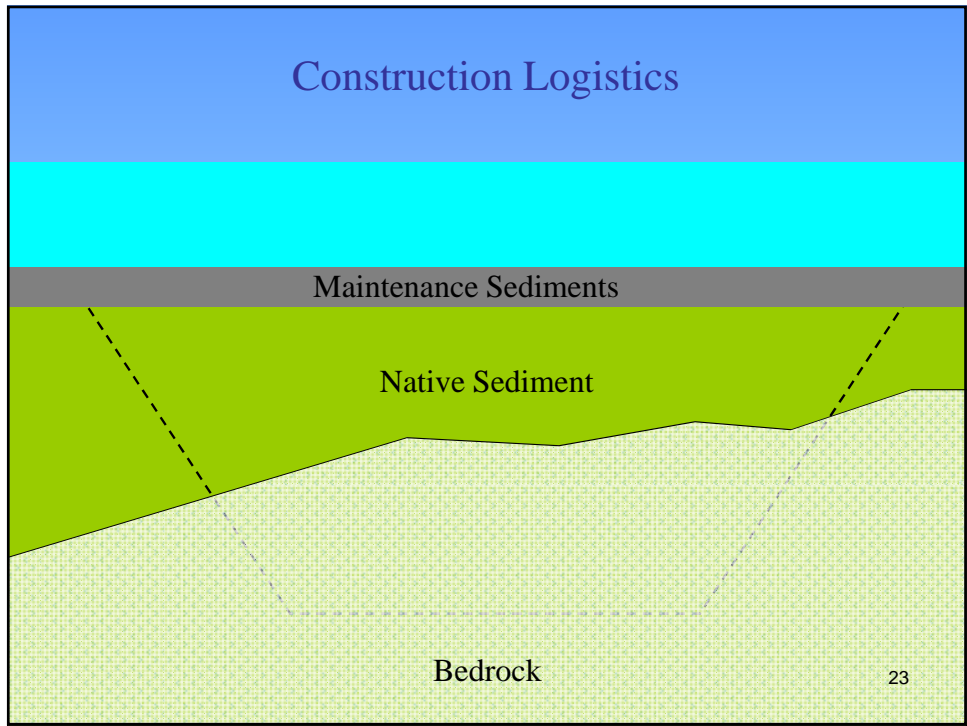 Construction Logistics
Maintenance Sediments
Native Sediment
Bedrock
23